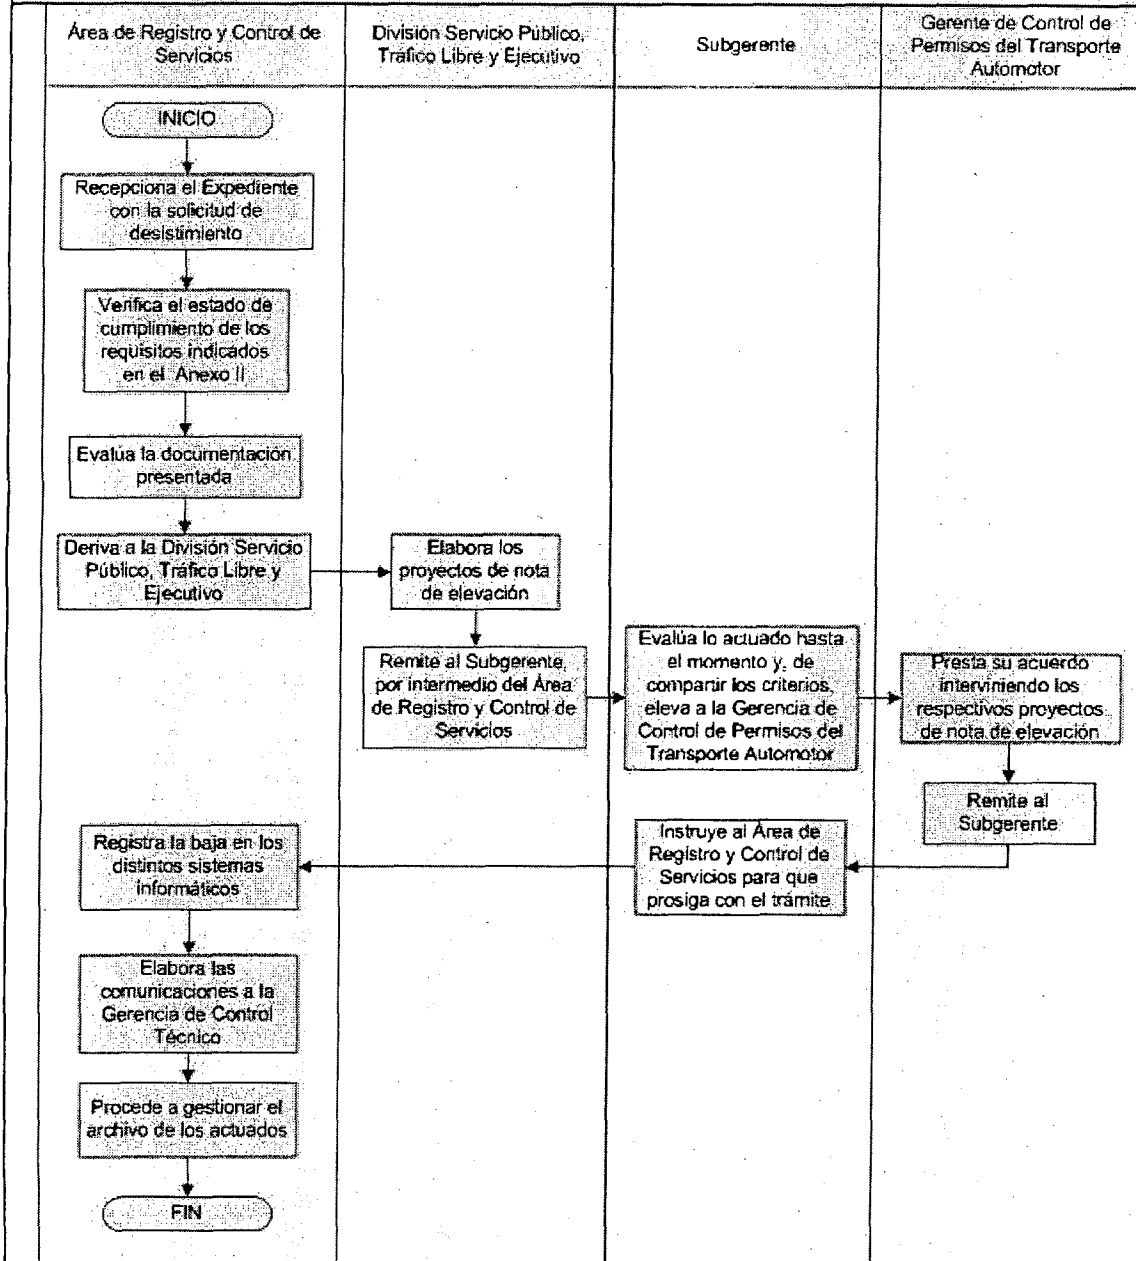 Área de Registro y Control de
Servicios
División Servicio Público,
Tráfico Libre y Ejecutivo
Subgerente
Gerente de Control de
Permisos del Transporte
Automotor
INICIO
Recepciona el Expediente
con la solicitud de
desistimiento
Verifica el estado de
cumplimiento de los
requisitos indicados
en el Anexo II
Evalúa la documentación
presentada
Deriva a la División Servicio
Público, Tráfico Libre y
Ejecutivo
Elabora los
proyectos de nota
de elevación
Remite al Subgerente,
por intermedio del Área
de Registro y Control de
Servicios
Evalúa lo actuado hasta
el momento y, de
compartir los criterios,
eleva a la Gerencia de
Control de Permisos del
Transporte Automotor
Presta su acuerdo
interviniendo los
respectivos proyectos
de nota de elevación
Remite al
Subgerente
Instruye al Área de
Registro y Control de
Servicios para que
prosiga con el trámite
Registra la baja en los
distintos sistemas
informáticos
Elabora las
comunicaciones a la
Gerencia de Control
Técnico
Procede a gestionar el
archivo de los actuados
FIN